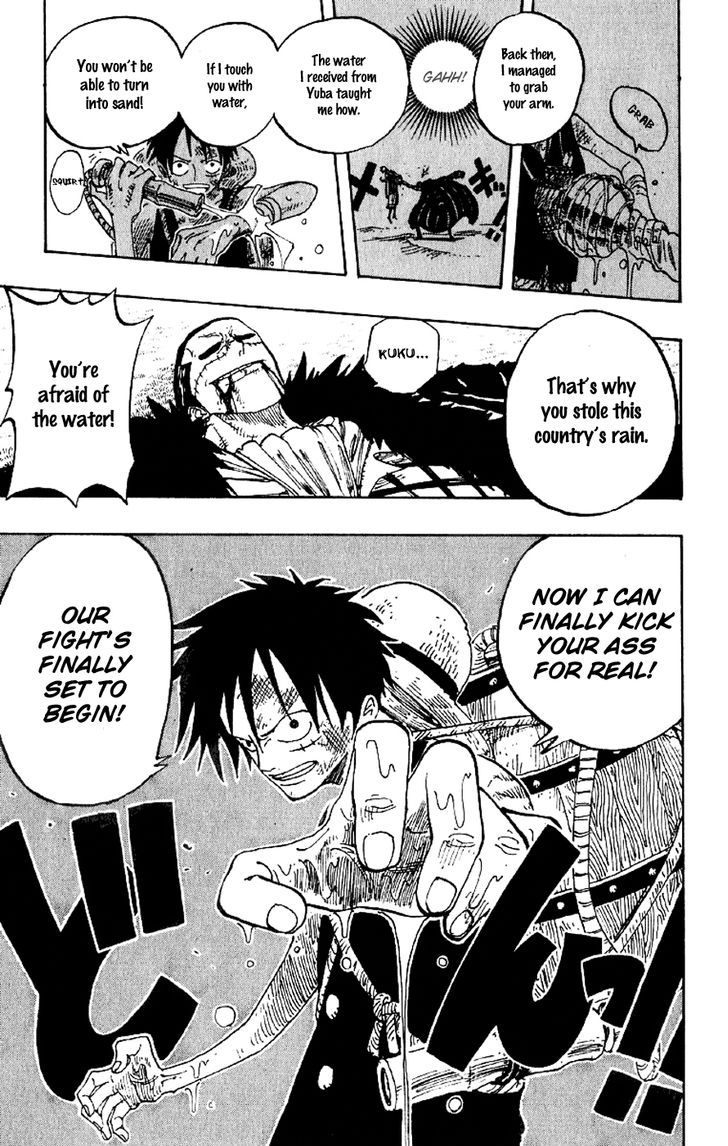 Back then,
I managed
to grab
your arm.
GRAB
GAHH!
ドギ!!
The water
I received from
Yuba taught
me how.
If I touch
you with
water,
You won't be
able to turn
into sand!
SQUIRT
That's why
you stole this
country's rain.
KUKU...
You're
afraid of
the water!
NOW I CAN
FINALLY KICK
YOUR ASS
FOR REAL!
OUR
FIGHT'S
FINALLY
SET TO
BEGIN!
どんっ!!